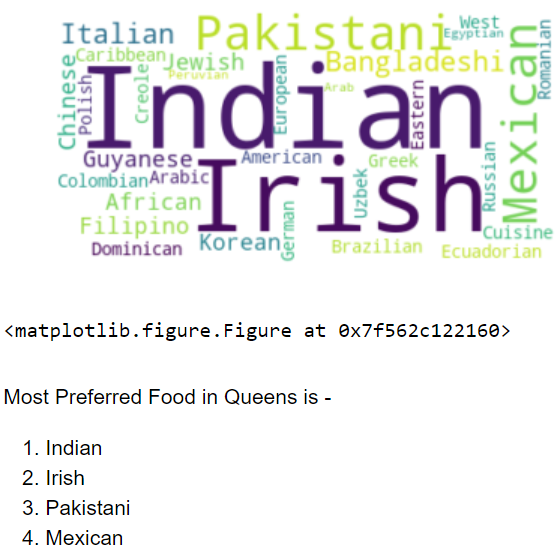 Italian
Pakistani
West
Egyptian
Caribbean
Jewish
Bangladeshi
Peruvian
Arab
Chinese
Polish
Creole
Indian
European
Eastern
Mexican
Romanian
Guyanese
American
Greek
Colombian
Arabic
Irish
Uzbek
Russian
African
Filipino
Korean
German
Brazilian
Cuisine
Dominican
Ecuadorian
<matplotlib.figure.Figure at 0x7f562c122160>
Most Preferred Food in Queens is -
1. Indian
2. Irish
3. Pakistani
4. Mexican